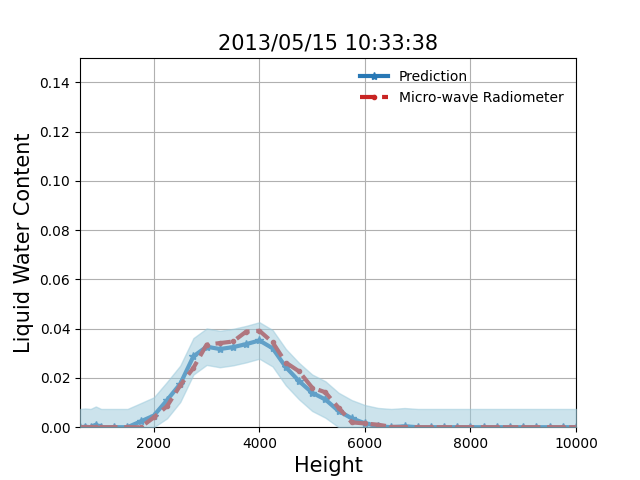 2013/05/15 10:33:38
Prediction
Micro-wave Radiometer
Liquid Water Content
0.14
0.12
0.10
0.08
0.06
0.04
0.02
0.00
2000 4000 6000 8000 10000
Height